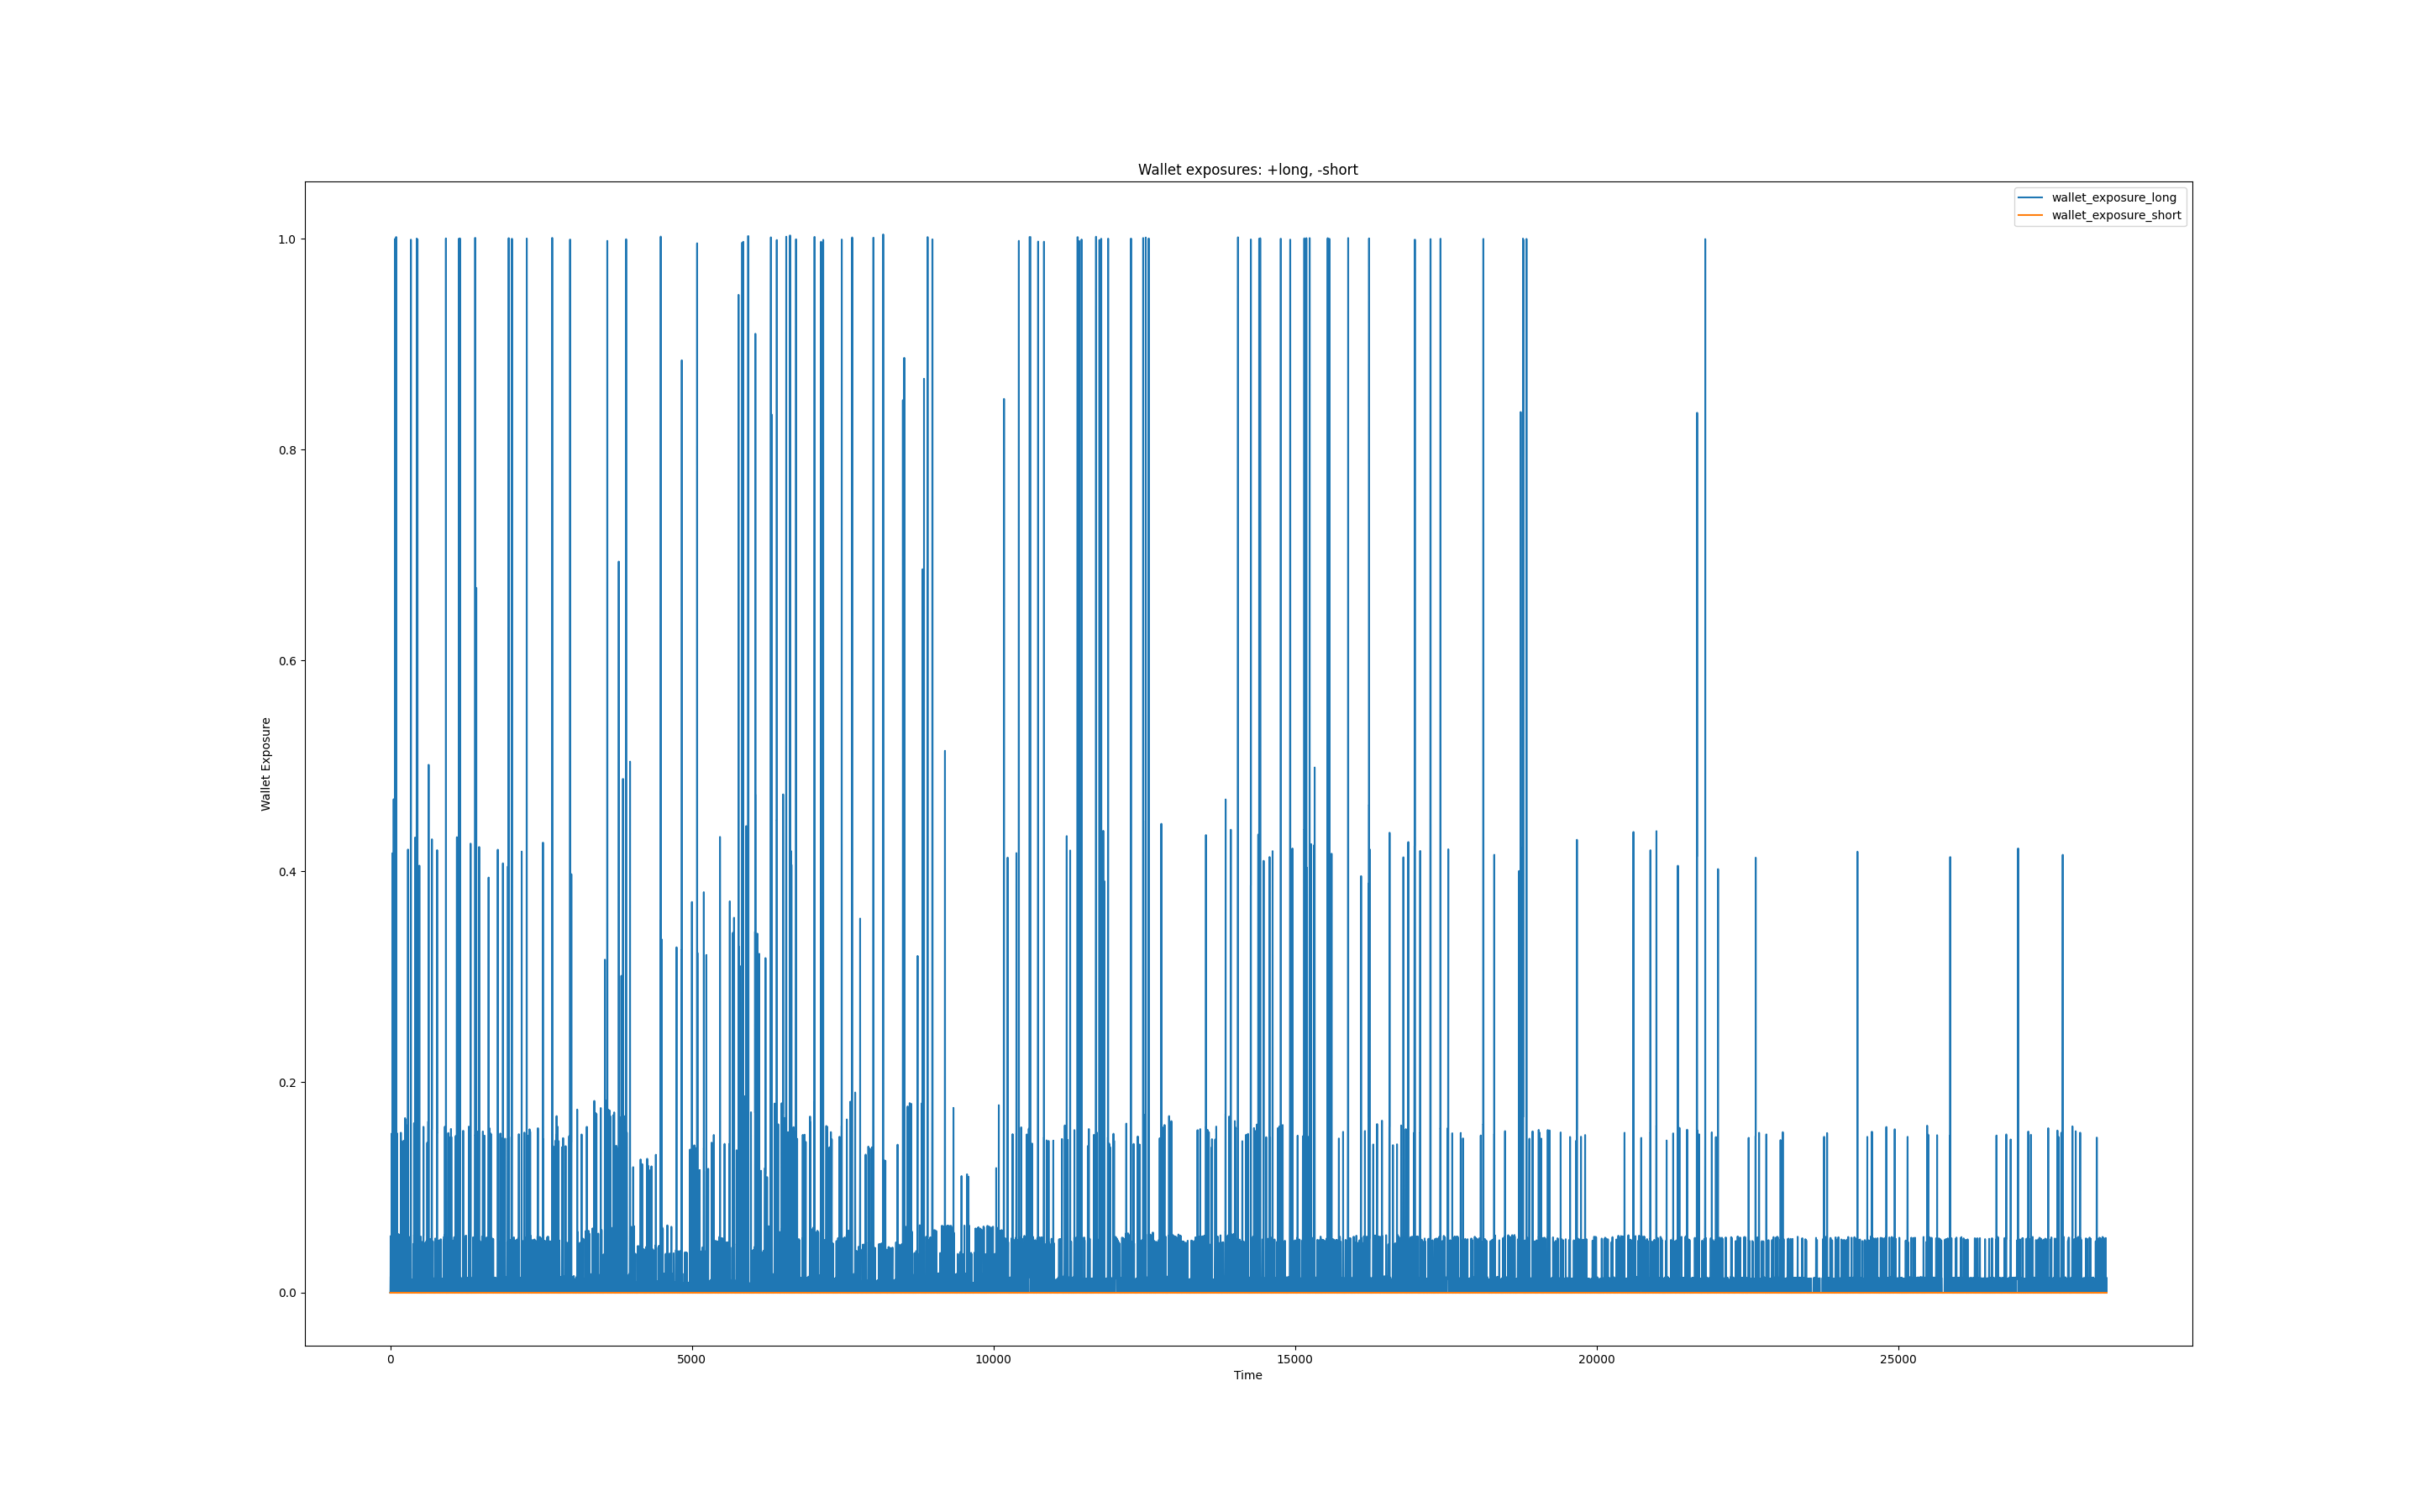 Wallet exposures: +long, -short
wallet_exposure_long
wallet_exposure_short
1.0
0.8
0.6
0.4
0.2
0.0
Wallet Exposure
0 5000 10000 15000 20000 25000
Time